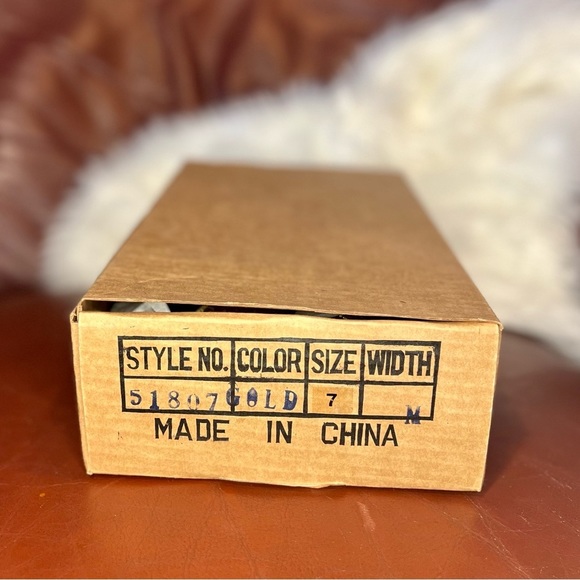 STYLE NO. COLOR SIZE WIDTH
51807 GOLD 7 M
MADE IN CHINA